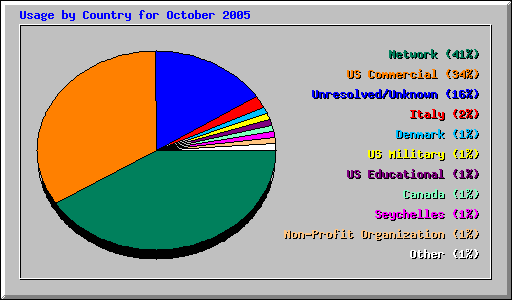 Usage by Country for October 2005
Network (41%)
US Commercial (34%)
Unresolved/Unknown (16%)
Italy (2%)
Denmark (1%)
US Military (1%)
US Educational (1%)
Canada (1%)
Seychelles (1%)
Non-Profit Organization (1%)
Other (1%)